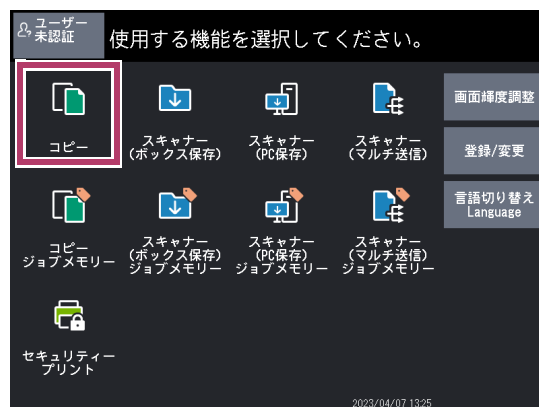 ユーザー
未認証
使用する機能を選択してください。
コピー
スキャナー
(ボックス保存)
スキャナー
(PC保存)
スキャナー
(マルチ送信)
画面輝度調整
登録/変更
言語切り替え
Language
コピー
ジョブメモリー
スキャナー
(ボックス保存)
ジョブメモリー
スキャナー
(PC保存)
ジョブメモリー
スキャナー
(マルチ送信)
ジョブメモリー
セキュリティー
プリント
2023/04/07 13:25